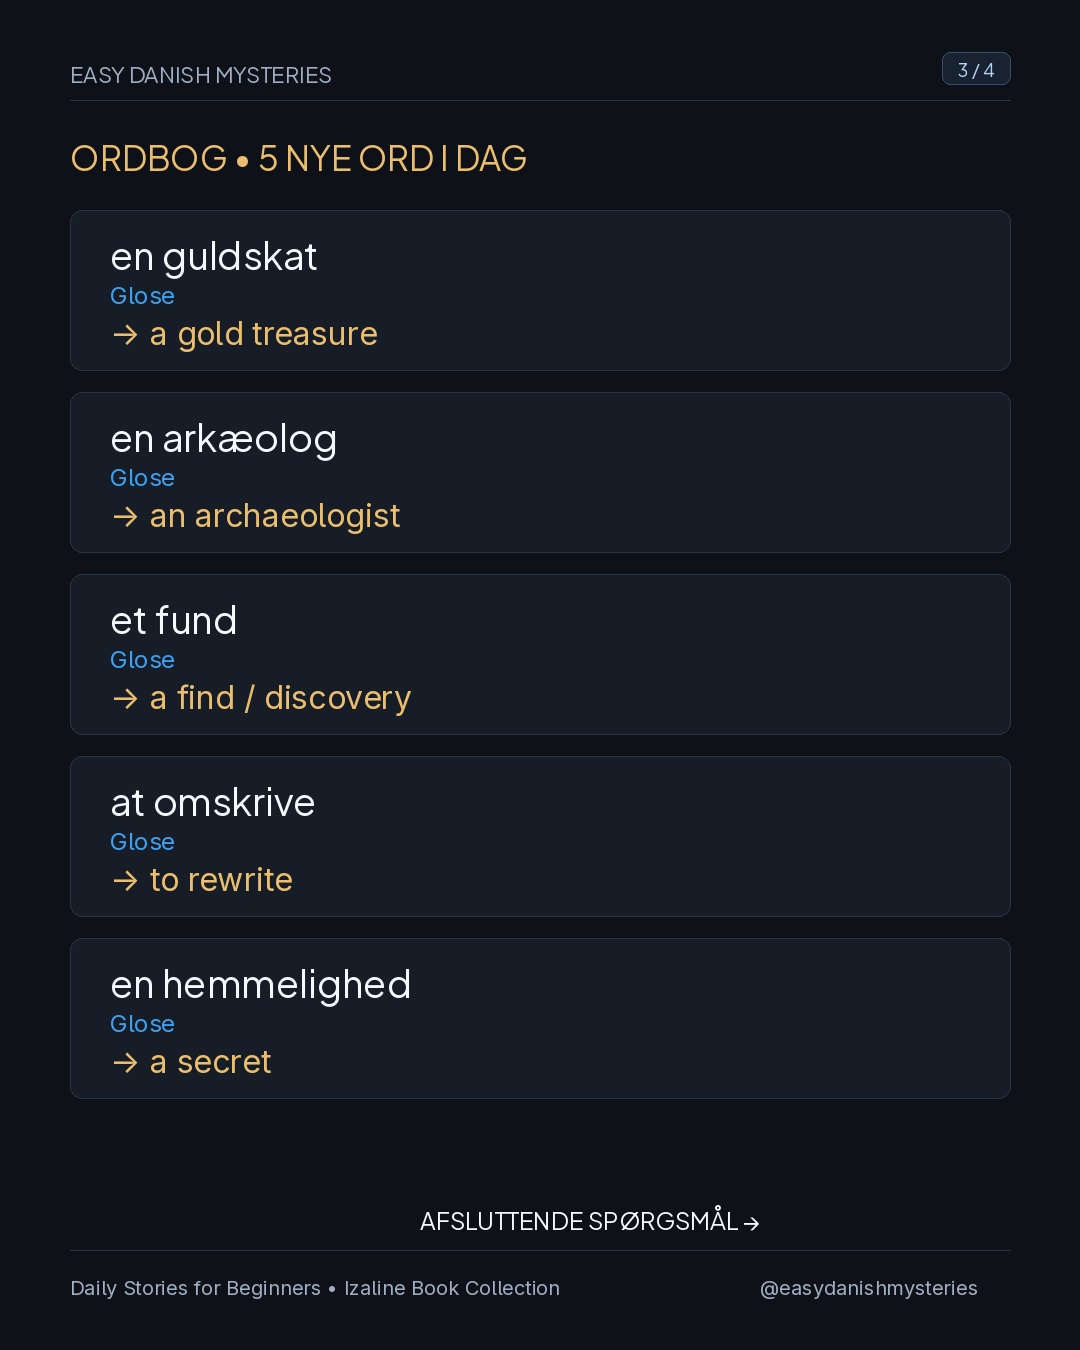 EASY DANISH MYSTERIES
3 / 4
ORDBOG • 5 NYE ORD I DAG
en guldskat
Glose
→ a gold treasure
en arkæolog
Glose
→ an archaeologist
et fund
Glose
→ a find / discovery
at omskrive
Glose
→ to rewrite
en hemmelighed
Glose
→ a secret
AFSLUTTENDE SPØRGSMÅL →
Daily Stories for Beginners • Izaline Book Collection
@easydanishmysteries